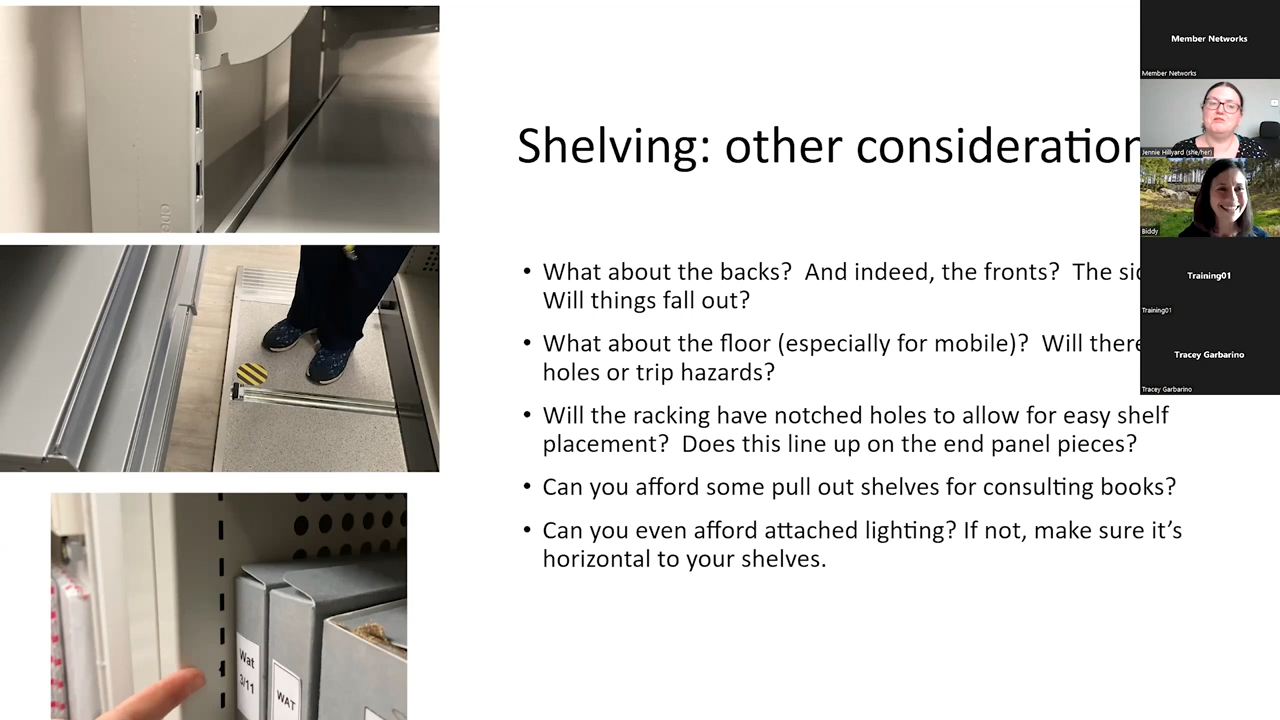 Shelving: other consideration
• What about the backs? And indeed, the fronts? The
Will things fall out?
• What about the floor (especially for mobile)? Will there
holes or trip hazards?
• Will the racking have notched holes to allow for easy shelf
placement? Does this line up on the end panel pieces?
• Can you afford some pull out shelves for consulting books?
• Can you even afford attached lighting? If not, make sure it’s
horizontal to your shelves.
Wat
3/11
WAT
Member Networks
Member Networks
Jennie Hillyard (she/her)
Biddy
Training01
Training01
Tracey Garbarino
Tracey Garbarino